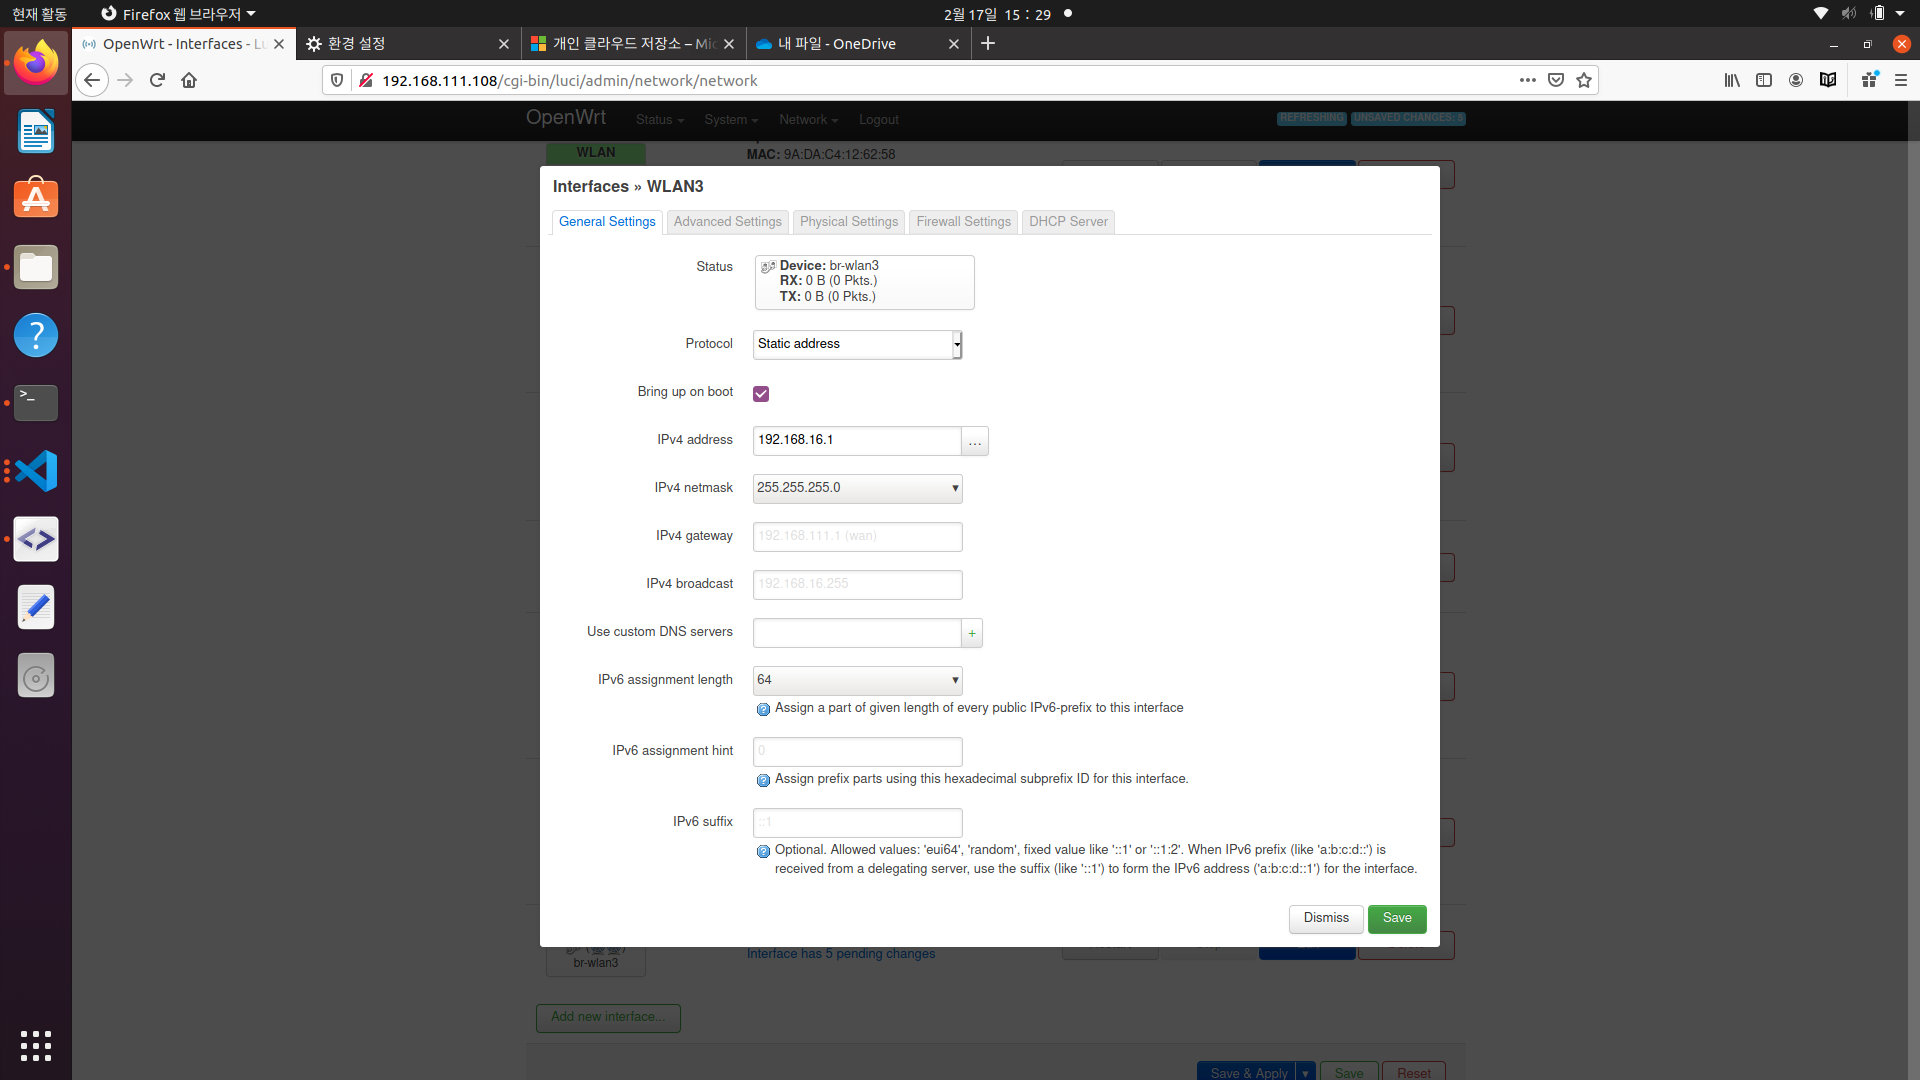 현재 활동
Firefox 웹 브라우저
2월 17일 15 : 29
OpenWrt - Interfaces - Lu
환경 설정
개인 클라우드 저장소 – Mic
내 파일 - OneDrive
192.168.111.108/cgi-bin/luci/admin/network/network
OpenWrt
Status
System
Network
Logout
REFRESHING
UNSAVED CHANGES: 5
WLAN
MAC: 9A:DA:C4:12:62:58
Interfaces » WLAN3
General Settings
Advanced Settings
Physical Settings
Firewall Settings
DHCP Server
Status
Device: br-wlan3
RX: 0 B (0 Pkts.)
TX: 0 B (0 Pkts.)
Protocol
Static address
Bring up on boot
IPv4 address
192.168.16.1
...
IPv4 netmask
255.255.255.0
IPv4 gateway
192.168.111.1 (wan)
IPv4 broadcast
192.168.16.255
Use custom DNS servers
+
IPv6 assignment length
64
Assign a part of given length of every public IPv6-prefix to this interface
IPv6 assignment hint
0
Assign prefix parts using this hexadecimal subprefix ID for this interface.
IPv6 suffix
::1
Optional. Allowed values: 'eui64', 'random', fixed value like '::1' or '::1:2'. When IPv6 prefix (like 'a:b:c:d::') is
received from a delegating server, use the suffix (like '::1') to form the IPv6 address ('a:b:c:d::1') for the interface.
Dismiss
Save
br-wlan3
Interface has 5 pending changes
Add new interface...
Save & Apply
Save
Reset